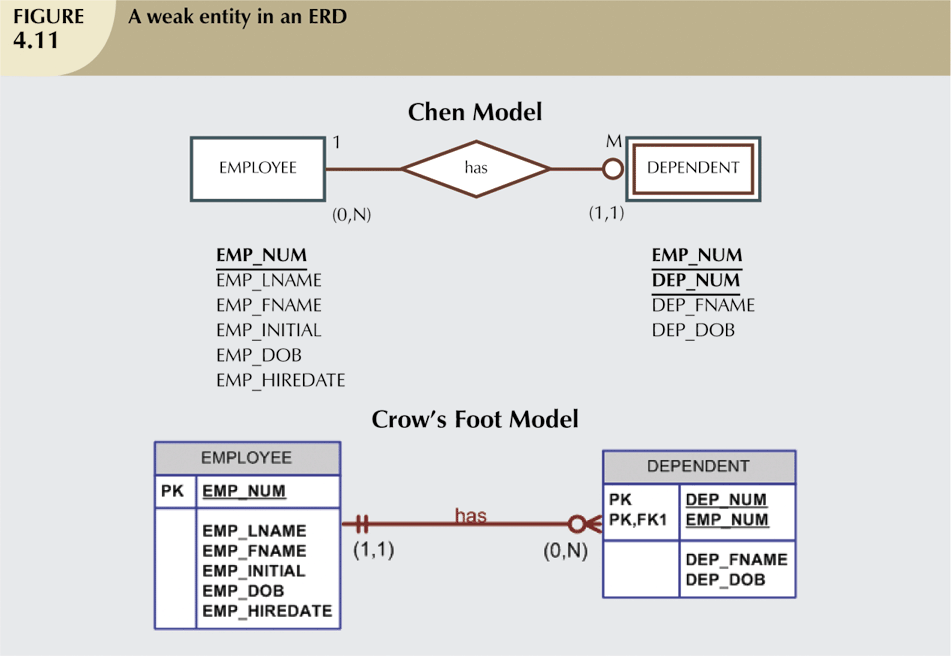 FIGURE
4.11
A weak entity in an ERD
Chen Model
EMPLOYEE
1
has
M
DEPENDENT
(0,N)
(1,1)
EMP_NUM
EMP_LNAME
EMP_FNAME
EMP_INITIAL
EMP_DOB
EMP_HIREDATE
EMP_NUM
DEP_NUM
DEP_FNAME
DEP_DOB
Crow's Foot Model
EMPLOYEE
PK EMP_NUM
EMP_LNAME
EMP_FNAME
EMP_INITIAL
EMP_DOB
EMP_HIREDATE
has
(1,1)
(0,N)
DEPENDENT
PK DEP_NUM
PK,FK1 EMP_NUM
DEP_FNAME
DEP_DOB